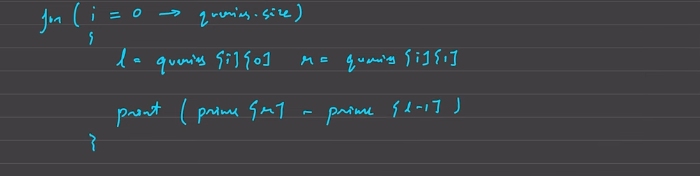 for ( i = 0 → queries.size)
{
l = queries[i][0] r = queries[i][1]
print ( prime[r] - prime[l-1] )
}